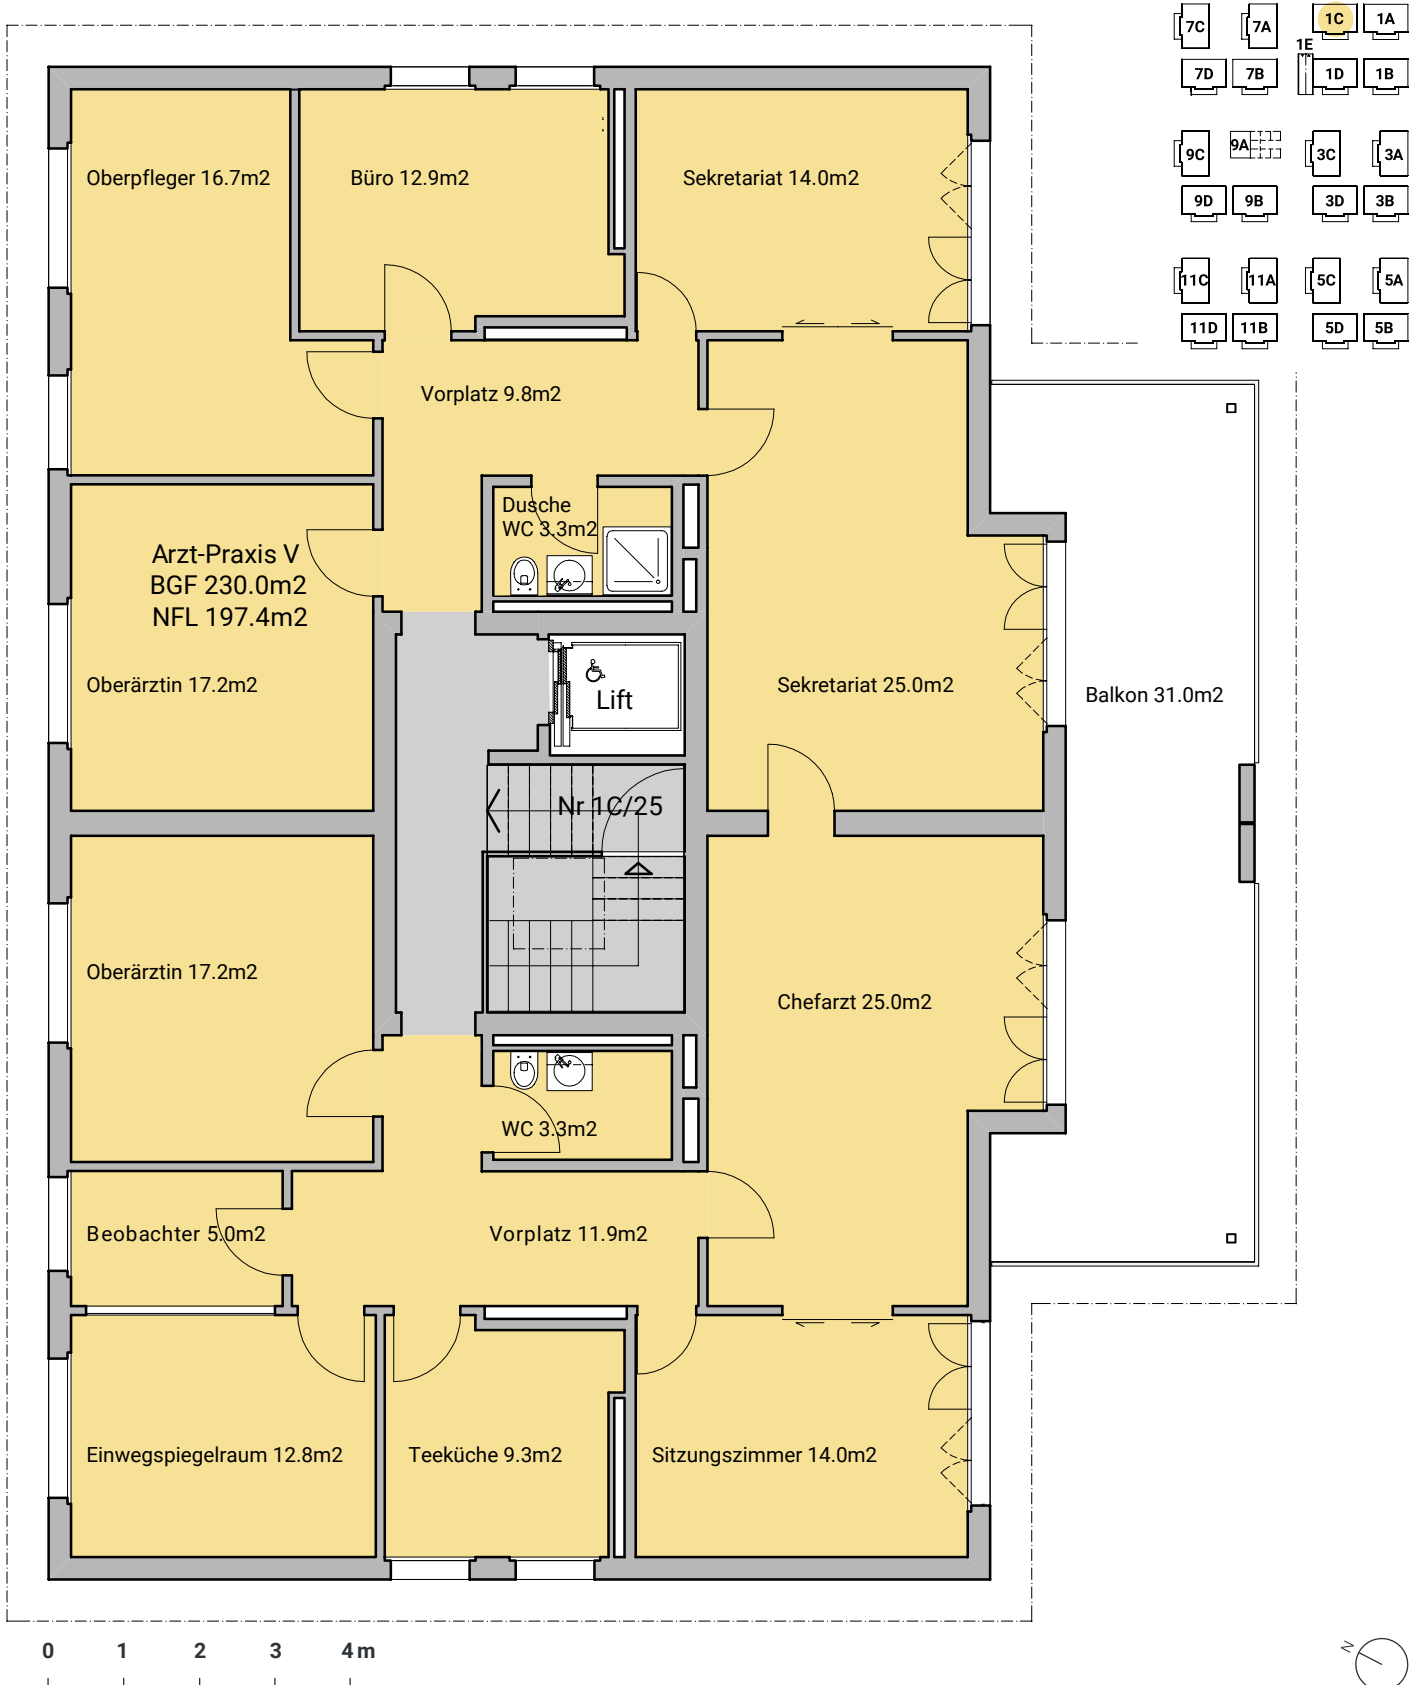 7C
7A
1C
1A
1E
7D
7B
1D
1B
9C
9A
3C
3A
9D
9B
3D
3B
11C
11A
5C
5A
11D
11B
5D
5B
Oberpfleger 16.7m2
Büro 12.9m2
Sekretariat 14.0m2
Vorplatz 9.8m2
Dusche
WC 3.3m2
Arzt-Praxis V
BGF 230.0m2
NFL 197.4m2
Oberärztin 17.2m2
Lift
Sekretariat 25.0m2
Balkon 31.0m2
Nr 1C/25
Oberärztin 17.2m2
Chefarzt 25.0m2
WC 3.3m2
Beobachter 5.0m2
Vorplatz 11.9m2
Einwegspiegelraum 12.8m2
Teeküche 9.3m2
Sitzungszimmer 14.0m2
0 1 2 3 4 m
N